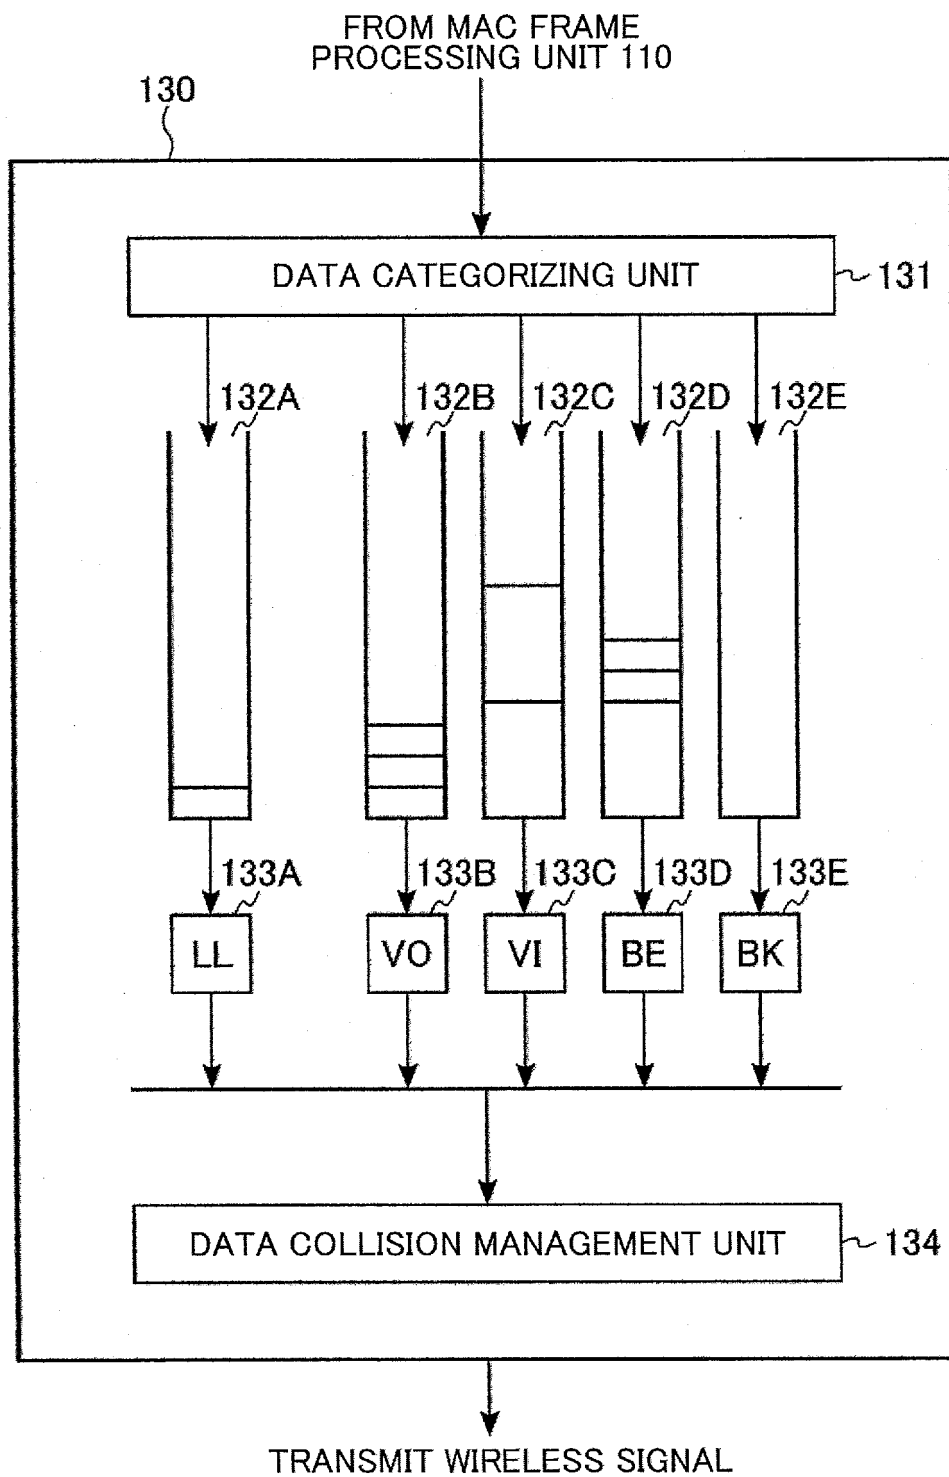 FROM MAC FRAME
PROCESSING UNIT 110
130
DATA CATEGORIZING UNIT
131
132A 132B 132C 132D 132E
133A 133B 133C 133D 133E
LL VO VI BE BK
DATA COLLISION MANAGEMENT UNIT
134
TRANSMIT WIRELESS SIGNAL